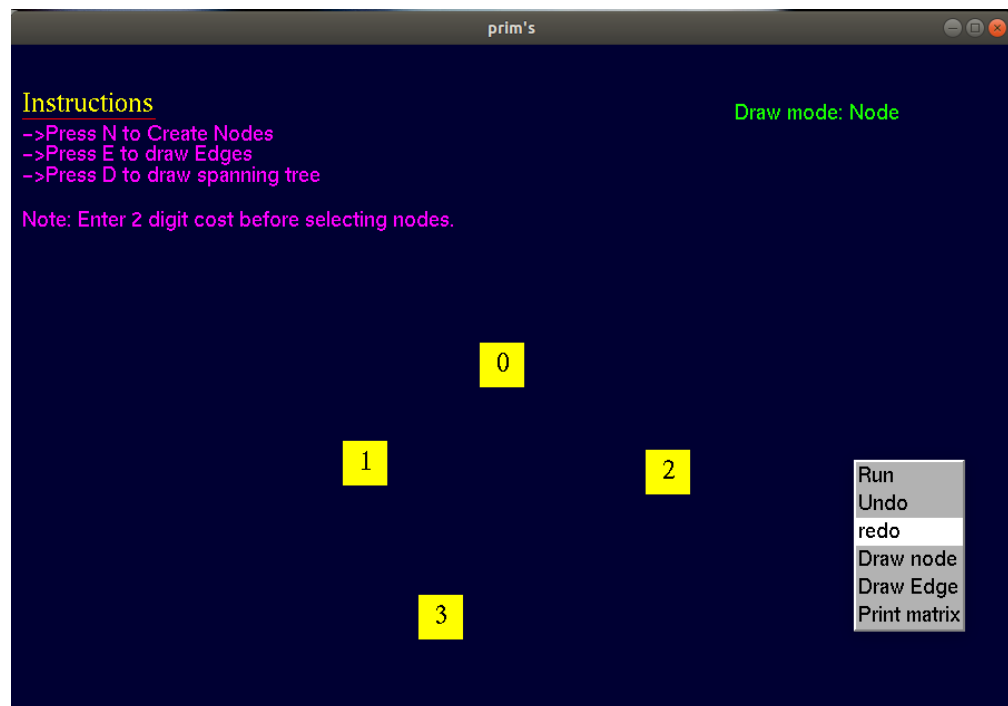 prim's
Instructions
Draw mode: Node
->Press N to Create Nodes
->Press E to draw Edges
->Press D to draw spanning tree
Note: Enter 2 digit cost before selecting nodes.
0
1
2
3
Run
Undo
redo
Draw node
Draw Edge
Print matrix